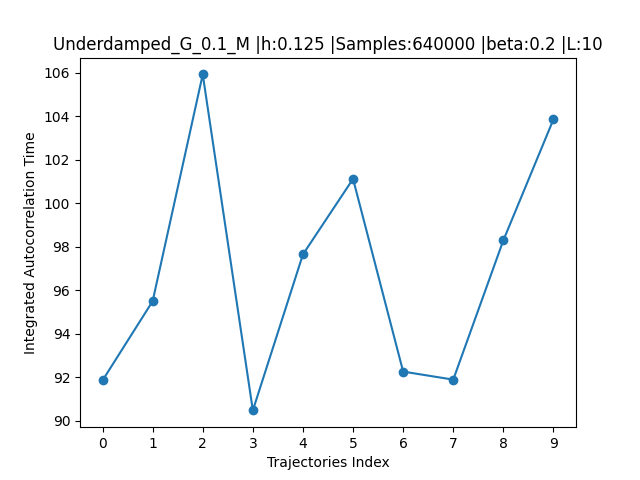 Underdamped_G_0.1_M |h:0.125 |Samples:640000 |beta:0.2 |L:10
106
104
102
100
98
96
94
92
90
Integrated Autocorrelation Time
0 1 2 3 4 5 6 7 8 9
Trajectories Index